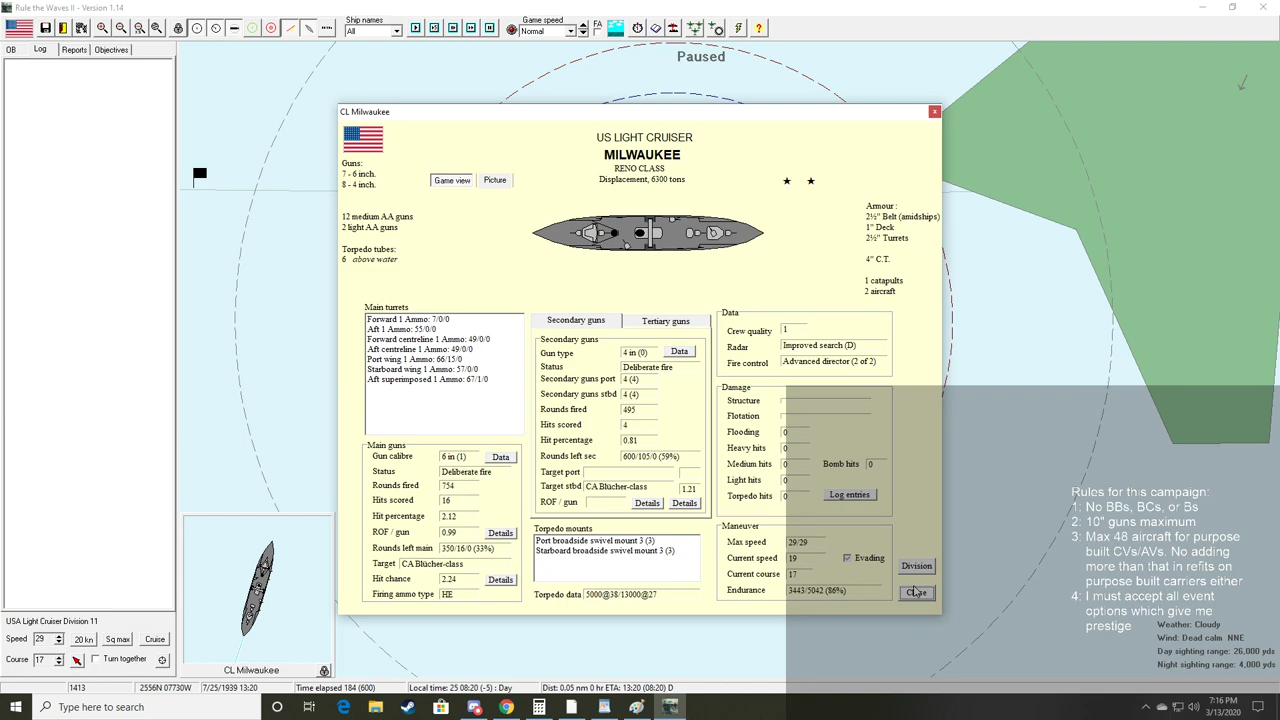 Rule the Waves II - Version 1.14
Ship names
All
Game speed
Normal
FA
OB
Log
Reports
Objectives
Paused
CL Milwaukee
US LIGHT CRUISER
MILWAUKEE
RENO CLASS
Displacement, 6300 tons
Guns:
7 - 6 inch.
8 - 4 inch.
Game view
Picture
12 medium AA guns
2 light AA guns
Torpedo tubes:
6 above water
Armour :
2½" Belt (amidships)
1" Deck
2½" Turrets
4" C.T.
1 catapults
2 aircraft
Main turrets
Forward 1 Ammo: 7/0/0
Aft 1 Ammo: 55/0/0
Forward centreline 1 Ammo: 49/0/0
Aft centreline 1 Ammo: 49/0/0
Port wing 1 Ammo: 66/15/0
Starboard wing 1 Ammo: 57/0/0
Aft superimposed 1 Ammo: 67/1/0
Main guns
Gun calibre 6 in (1) Data
Status Deliberate fire
Rounds fired 754
Hits scored 16
Hit percentage 2.12
ROF / gun 0.99 Details
Rounds left main 350/16/0 (33%)
Target CA Blücher-class
Hit chance 2.24 Details
Firing ammo type HE
Secondary guns
Tertiary guns
Secondary guns
Gun type 4 in (0) Data
Status Deliberate fire
Secondary guns port 4 (4)
Secondary guns stbd 4 (4)
Rounds fired 495
Hits scored 4
Hit percentage 0.81
Rounds left sec 600/105/0 (59%)
Target port
Target stbd CA Blücher-class 1.21
ROF / gun Details Details
Torpedo mounts
Port broadside swivel mount 3 (3)
Starboard broadside swivel mount 3 (3)
Torpedo data 5000@38/13000@27
Data
Crew quality 1
Radar Improved search (D)
Fire control Advanced director (2 of 2)
Damage
Structure
Flotation
Flooding 0
Heavy hits 0
Medium hits 0 Bomb hits 0
Light hits 0 Log entries
Torpedo hits 0
Maneuver
Max speed 29/29
Current speed 19 Evading
Current course 17
Endurance 3443/5042 (86%)
Division
Close
Rules for this campaign:
1: No BBs, BCs, or Bs
2: 10" guns maximum
3: Max 48 aircraft for purpose
built CVs/AVs. No adding
more than that in refits on
purpose built carriers either
4: I must accept all event
options which give me
prestige
Weather: Cloudy
Wind: Dead calm NNE
Day sighting range: 26,000 yds
Night sighting range: 4,000 yds
USA Light Cruiser Division 11
Speed 29 20 kn Sq max Cruise
Course 17 Turn together
CL Milwaukee
1413
2556N 07730W
7/25/1939 13:20
Time elapsed 184 (600)
Local time: 25 08:20 (-5) : Day
Dist: 0.05 nm 0 hr ETA: 13:20 (08:20) D
Type here to search
7:16 PM
3/13/2020